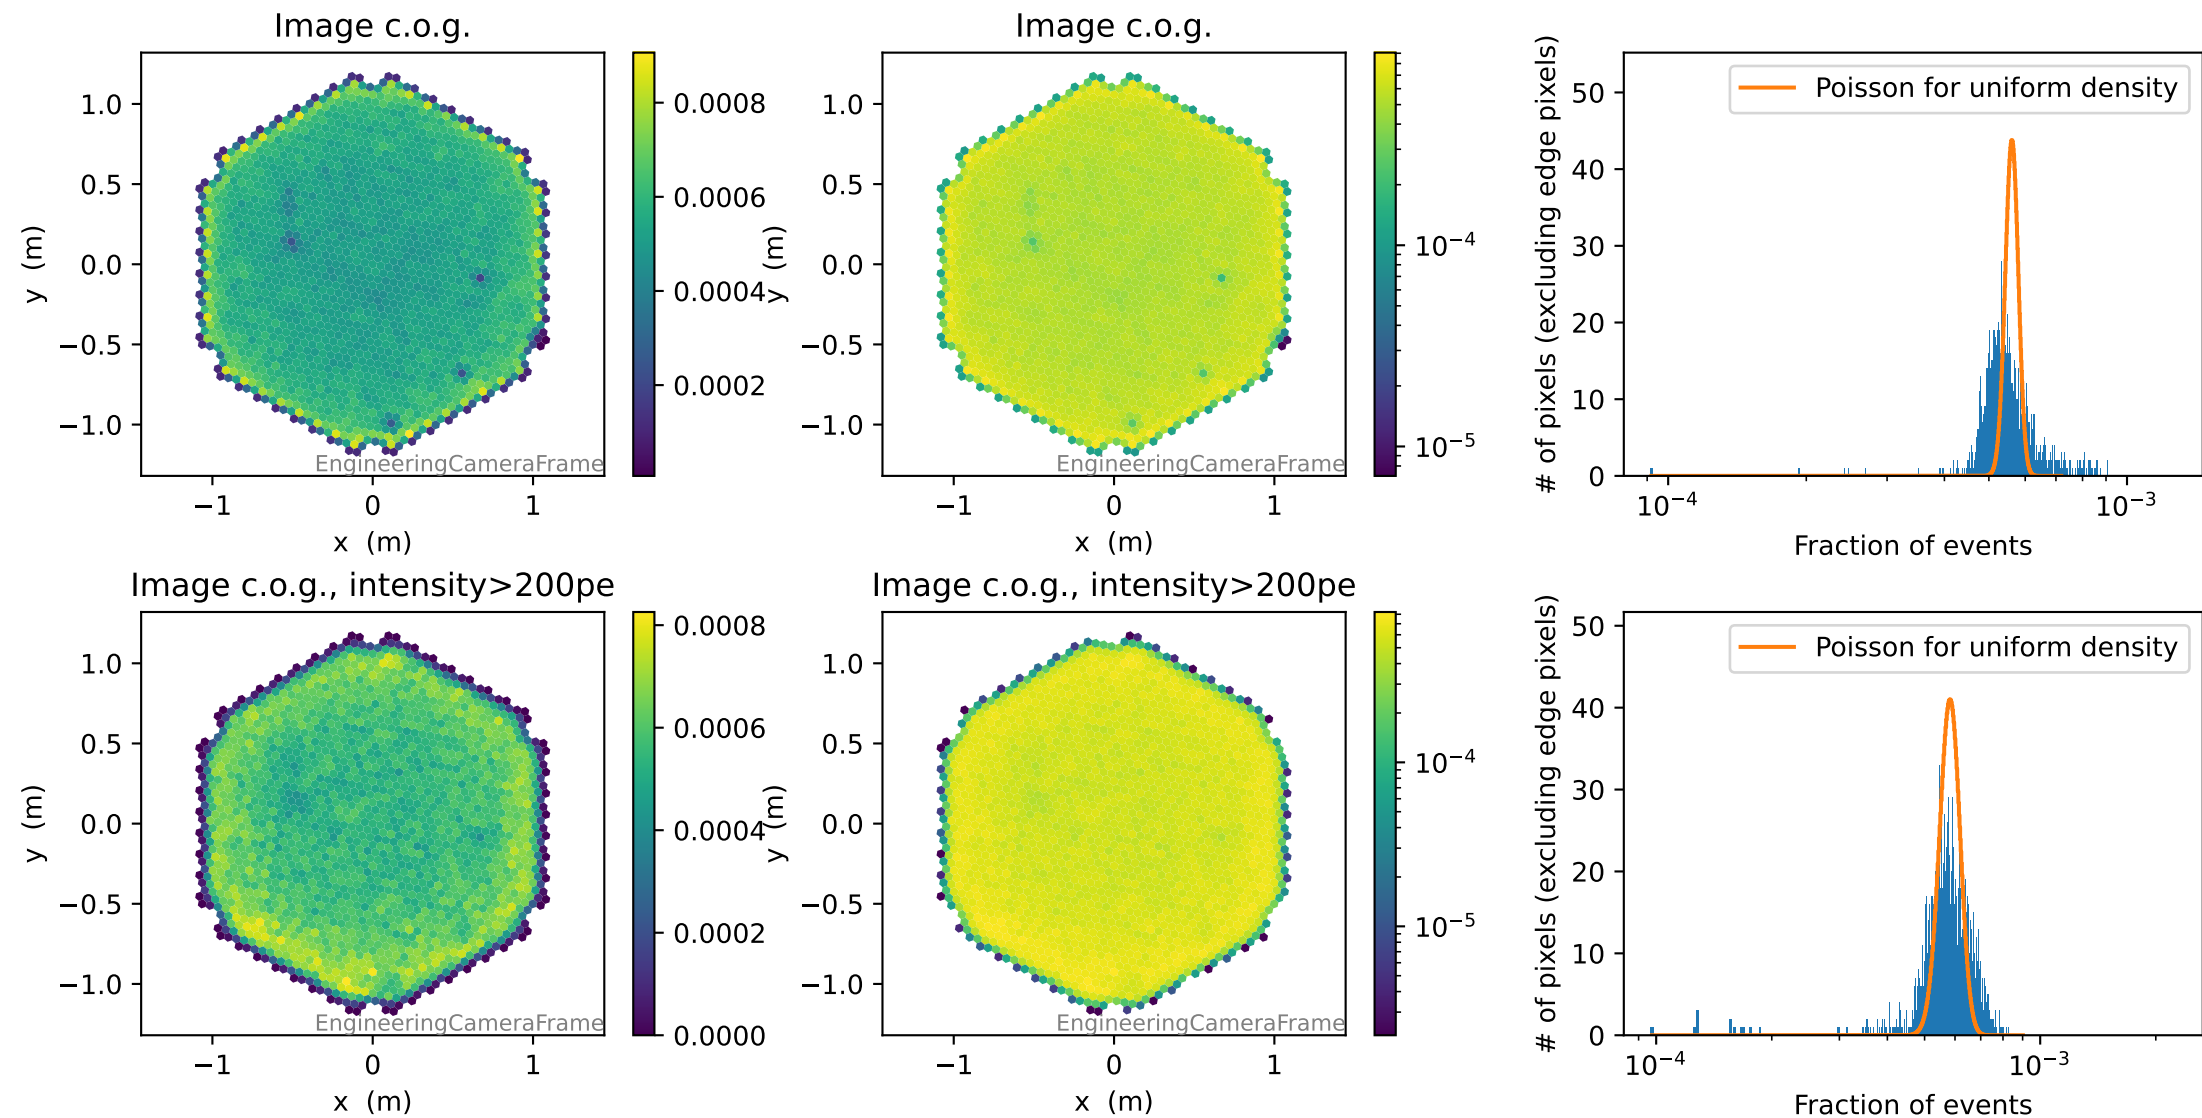 Image c.o.g.
1.0
0.5
0.0
−0.5
−1.0
y (m)
−1
0
1
x (m)
EngineeringCameraFrame
0.0008
0.0006
0.0004
0.0002
Image c.o.g.
1.0
0.5
0.0
−0.5
−1.0
y (m)
−1
0
1
x (m)
EngineeringCameraFrame
10⁻⁴
10⁻⁵
# of pixels (excluding edge pixels)
50
40
30
20
10
0
Poisson for uniform density
10⁻⁴
10⁻³
Fraction of events
Image c.o.g., intensity>200pe
1.0
0.5
0.0
−0.5
−1.0
y (m)
−1
0
1
x (m)
EngineeringCameraFrame
0.0008
0.0006
0.0004
0.0002
0.0000
Image c.o.g., intensity>200pe
1.0
0.5
0.0
−0.5
−1.0
y (m)
−1
0
1
x (m)
EngineeringCameraFrame
10⁻⁴
10⁻⁵
# of pixels (excluding edge pixels)
50
40
30
20
10
0
Poisson for uniform density
10⁻⁴
10⁻³
Fraction of events